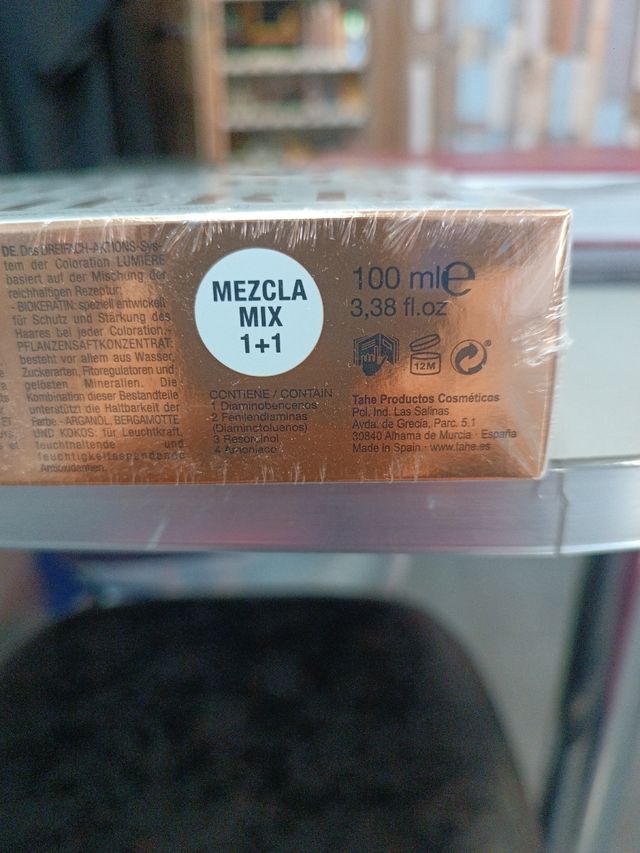 DE. Das DREIFACH-AKTIONS-Sys-
tem der Coloration LUMIÈRE
basiert auf der Mischung der
reichhaltigen Rezeptur:
- BIOKERATIN: speziell entwickelt
für Schutz und Stärkung des
Haares bei jeder Coloration.-
PFLANZENSAFTKONZENTRAT:
besteht vor allem aus Wasser,
Zuckerarten, Fitoregulatoren und
gelösten Mineralien. Die
Kombination dieser Bestandteile
unterstützt die Haltbarkeit der
Farbe.- ARGANÖL, BERGAMOTTE
UND KOKOS: für Leuchtkraft,
leuchthaltende und
feuchtigkeitsspendende
Antioxidantien.
MEZCLA
MIX
1+1
CONTIENE / CONTAIN
1 Diaminobencenos
2 Fenilendiaminas
(Diaminotoluenos)
3 Resorcinol
4 Amoniaco
100 ml e
3,38 fl.oz
12M
Tahe Productos Cosméticos
Pol. Ind. Las Salinas
Avda. de Grecia, Parc. 5.1
30840 Alhama de Murcia · España
Made in Spain · www.tahe.es